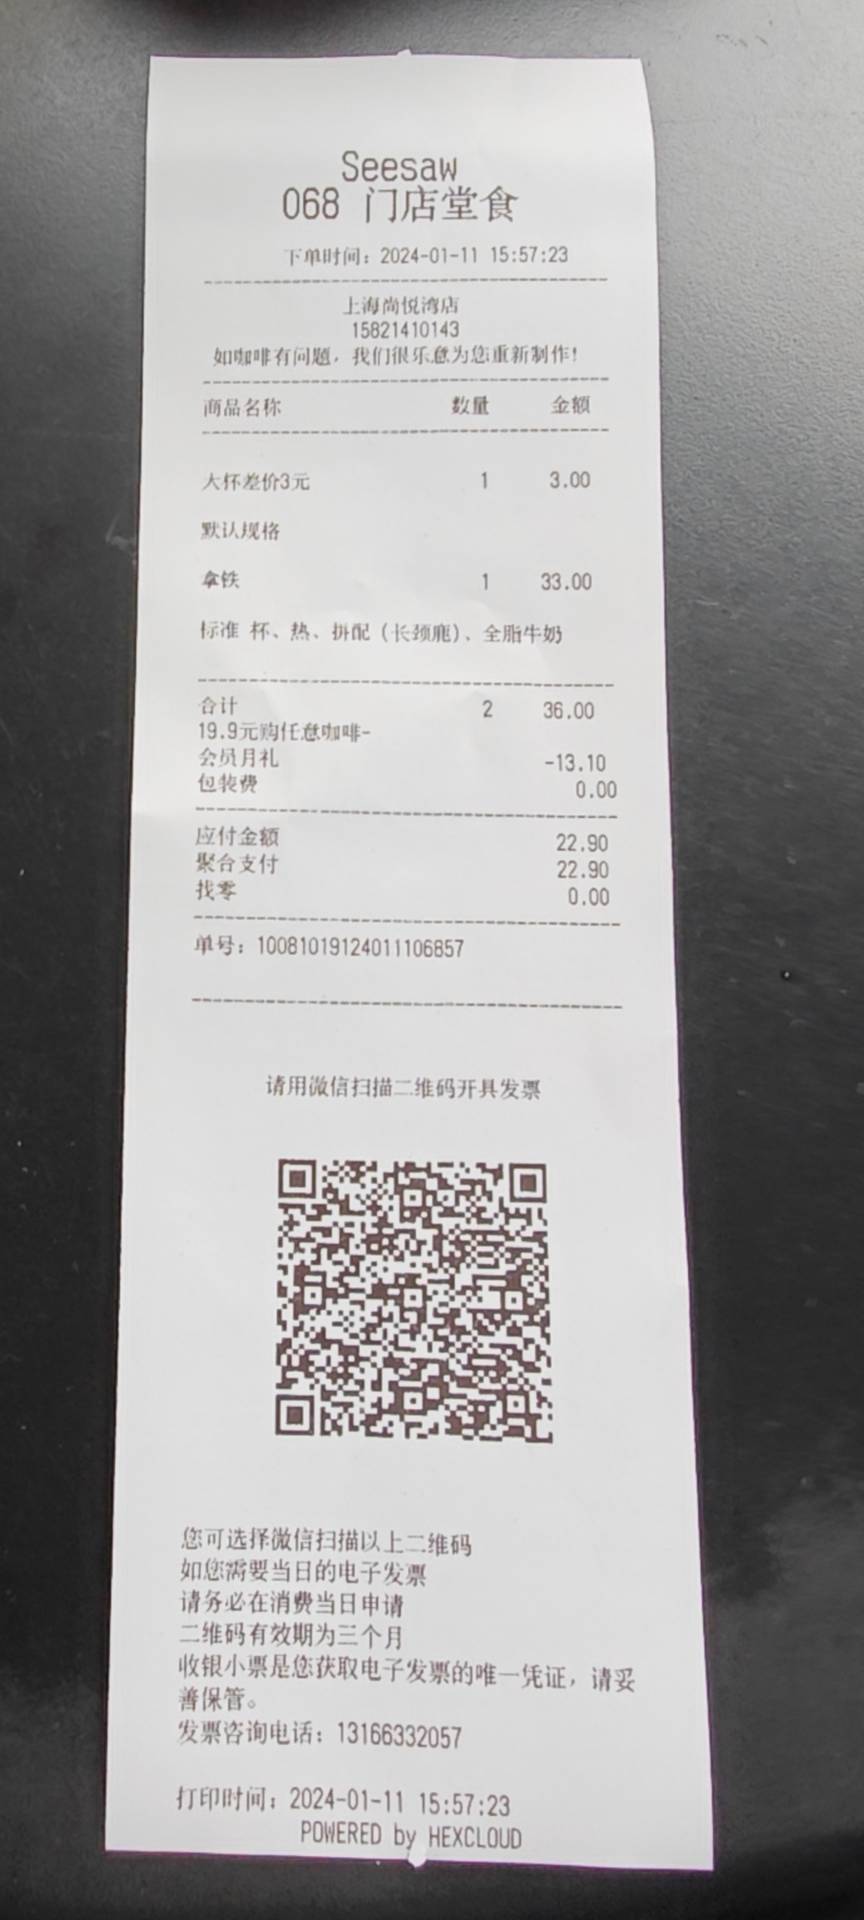 Seesaw
068 门店堂食
下单时间：2024-01-11 15:57:23
上海尚悦湾店
15821410143
如咖啡有问题，我们很乐意为您重新制作！
商品名称 数量 金额
大杯差价3元 1 3.00
默认规格
拿铁 1 33.00
标准 杯、热、拼配（长颈鹿）、全脂牛奶
合计 2 36.00
19.9元购任意咖啡-
会员月礼 -13.10
包装费 0.00
应付金额 22.90
聚合支付 22.90
找零 0.00
单号：10081019124011106857
请用微信扫描二维码开具发票
您可选择微信扫描以上二维码
如您需要当日的电子发票
请务必在消费当日申请
二维码有效期为三个月
收银小票是您获取电子发票的唯一凭证，请妥
善保管。
发票咨询电话：13166332057
打印时间：2024-01-11 15:57:23
POWERED by HEXCLOUD